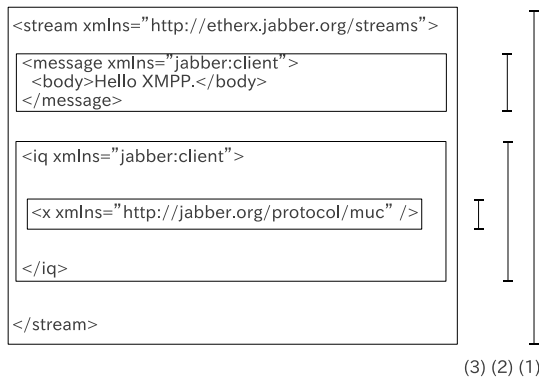 <stream xmlns="http://etherx.jabber.org/streams">
<message xmlns="jabber:client">
<body>Hello XMPP.</body>
</message>
<iq xmlns="jabber:client">
<x xmlns="http://jabber.org/protocol/muc" />
</iq>
</stream>
(3) (2) (1)